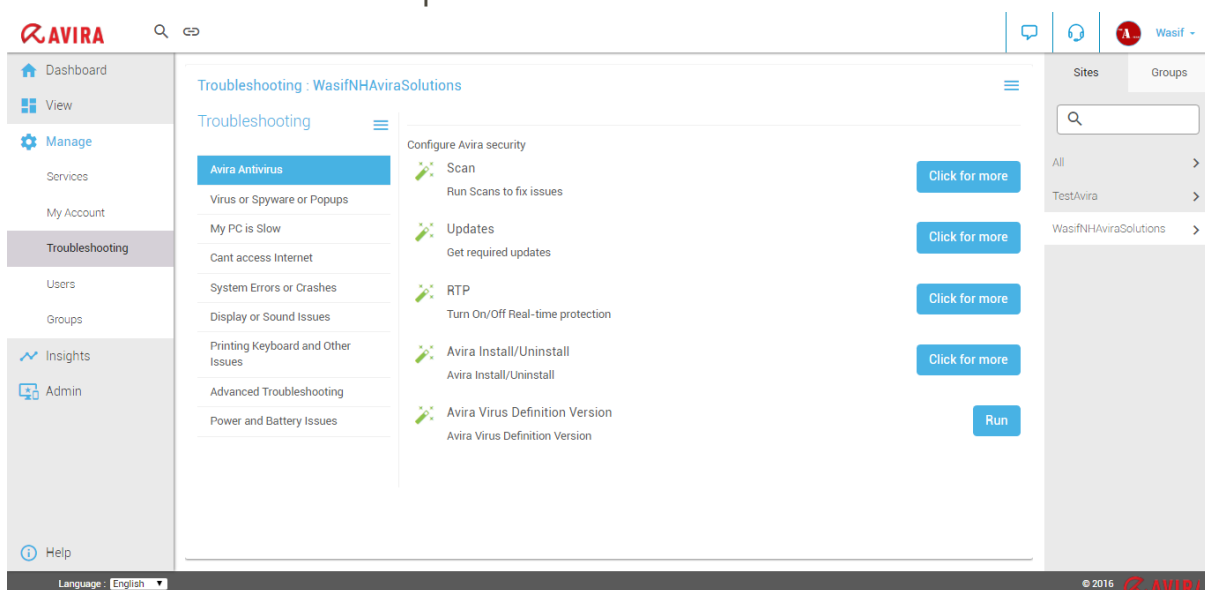 AVIRA
Wasif
Dashboard
View
Manage
Services
My Account
Troubleshooting
Users
Groups
Insights
Admin
Help
Troubleshooting : WasifNHAviraSolutions
Troubleshooting
Avira Antivirus
Virus or Spyware or Popups
My PC is Slow
Cant access Internet
System Errors or Crashes
Display or Sound Issues
Printing Keyboard and Other
Issues
Advanced Troubleshooting
Power and Battery Issues
Configure Avira security
Scan
Run Scans to fix issues
Click for more
Updates
Get required updates
Click for more
RTP
Turn On/Off Real-time protection
Click for more
Avira Install/Uninstall
Avira Install/Uninstall
Click for more
Avira Virus Definition Version
Avira Virus Definition Version
Run
Sites Groups
All
TestAvira
WasifNHAviraSolutions
Language : English
© 2016 AVIRA